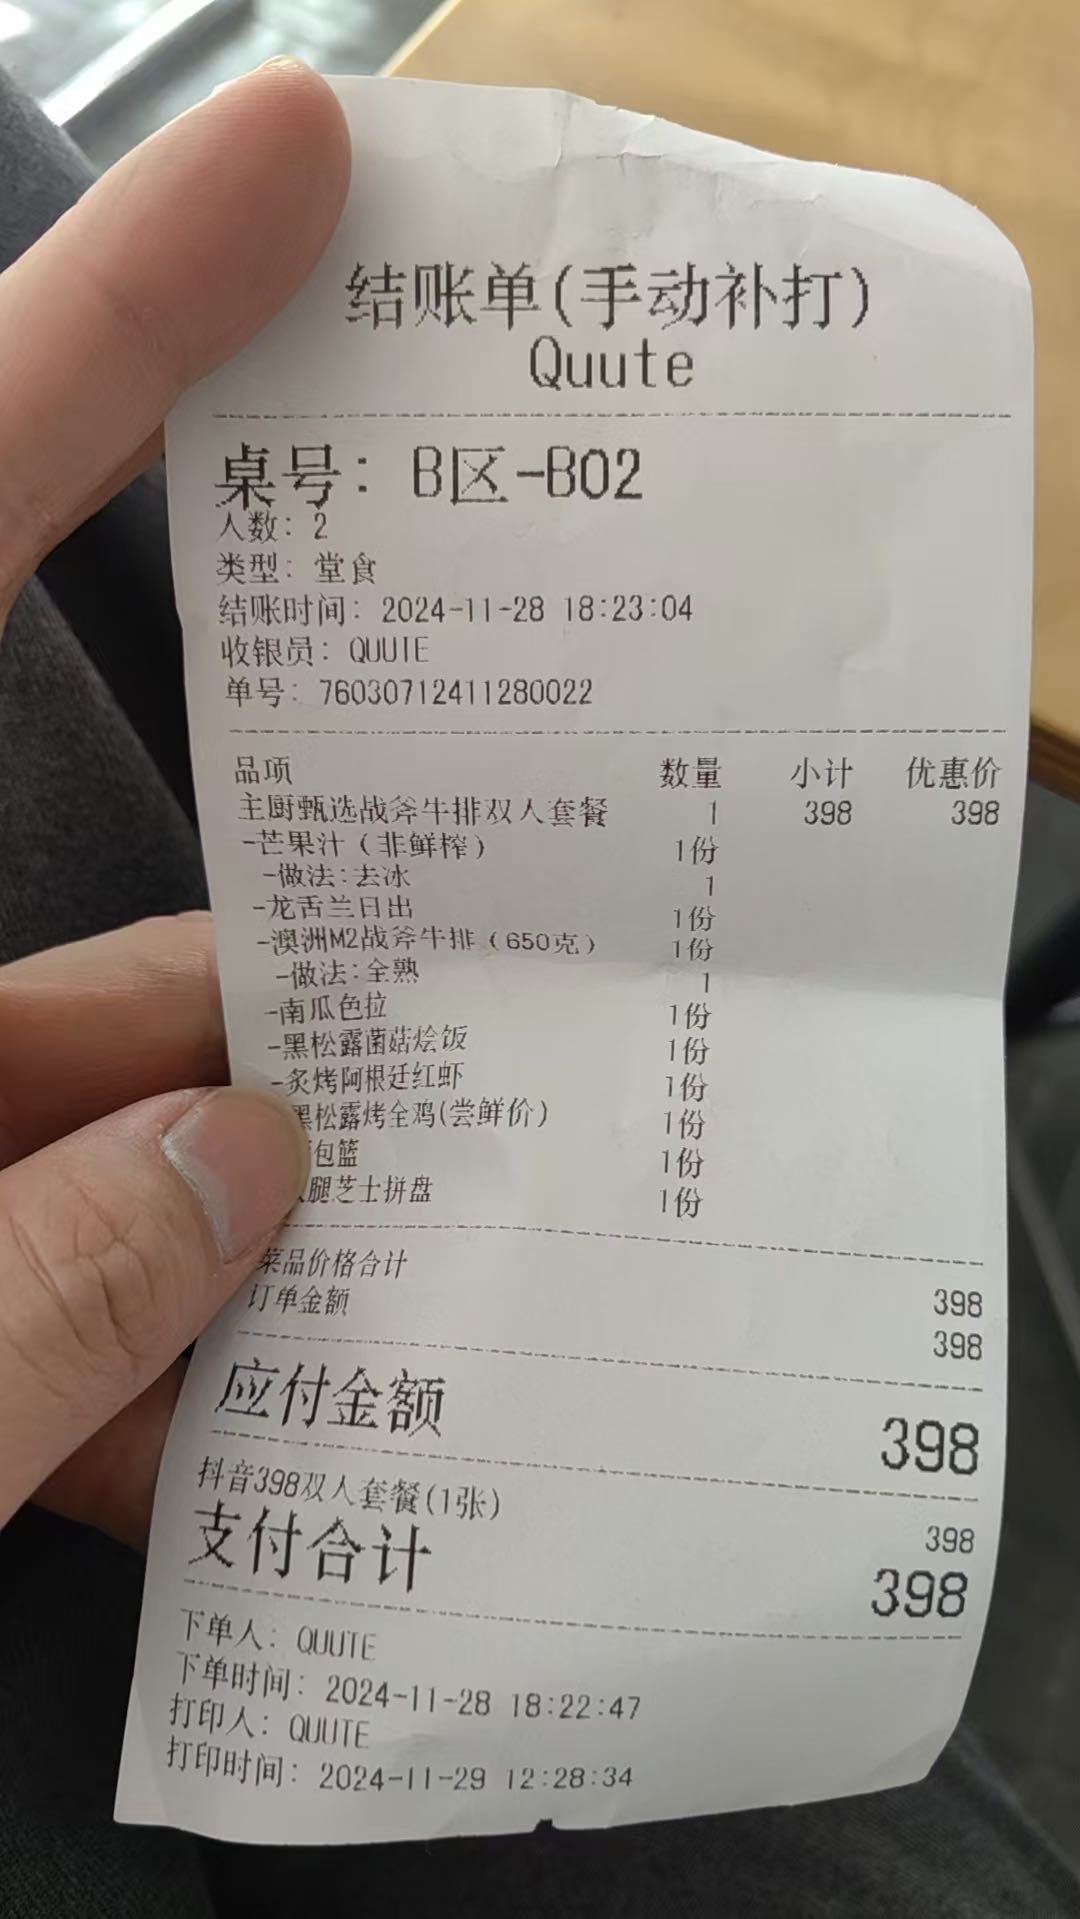 结账单(手动补打)
Quute
桌号: B区-B02
人数: 2
类型: 堂食
结账时间: 2024-11-28 18:23:04
收银员: QUUTE
单号: 76030712411280022
品项 数量 小计 优惠价
主厨甄选战斧牛排双人套餐 1 398 398
-芒果汁（非鲜榨） 1份
-做法:去冰 1
-龙舌兰日出 1份
-澳洲M2战斧牛排（650克） 1份
-做法:全熟 1
-南瓜色拉 1份
-黑松露菌菇烩饭 1份
-炙烤阿根廷红虾 1份
黑松露烤全鸡(尝鲜价) 1份
包篮 1份
腿芝士拼盘 1份
菜品价格合计 398
订单金额 398
应付金额 398
抖音398双人套餐(1张) 398
支付合计 398
下单人: QUUTE
下单时间: 2024-11-28 18:22:47
打印人: QUUTE
打印时间: 2024-11-29 12:28:34